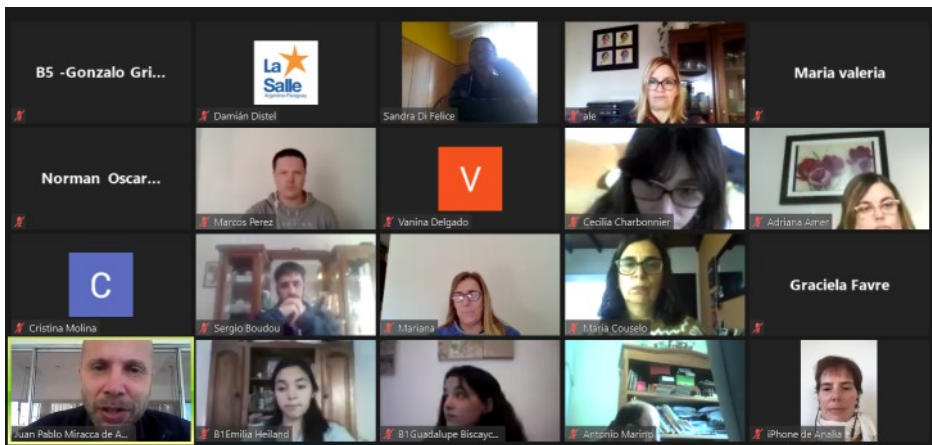 B5 -Gonzalo Gri...
La
Salle
Argentina-Paraguay
Damián Distel
Sandra Di Felice
ale
Maria valeria
Norman Oscar...
Marcos Perez
V
Vanina Delgado
Cecilia Charbonnier
Adriana Amer
C
Cristina Molina
Sergio Boudou
Mariana
María Couselo
Graciela Favre
Juan Pablo Miracca de A...
B1Emilia Heiland
B1Guadalupe Biscayc...
Antonio Marino
iPhone de Analia